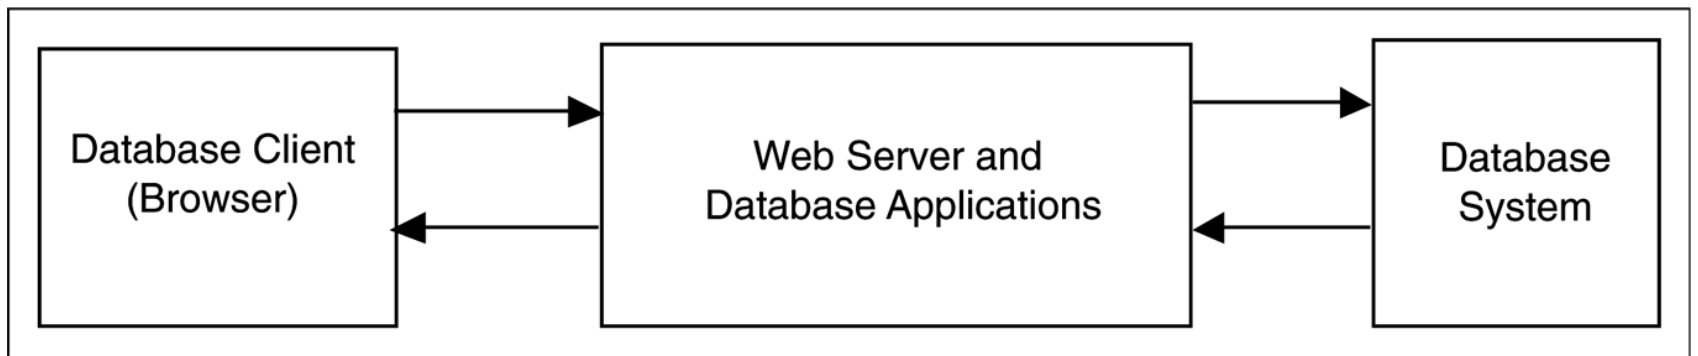 Database Client
(Browser)
Web Server and
Database Applications
Database
System